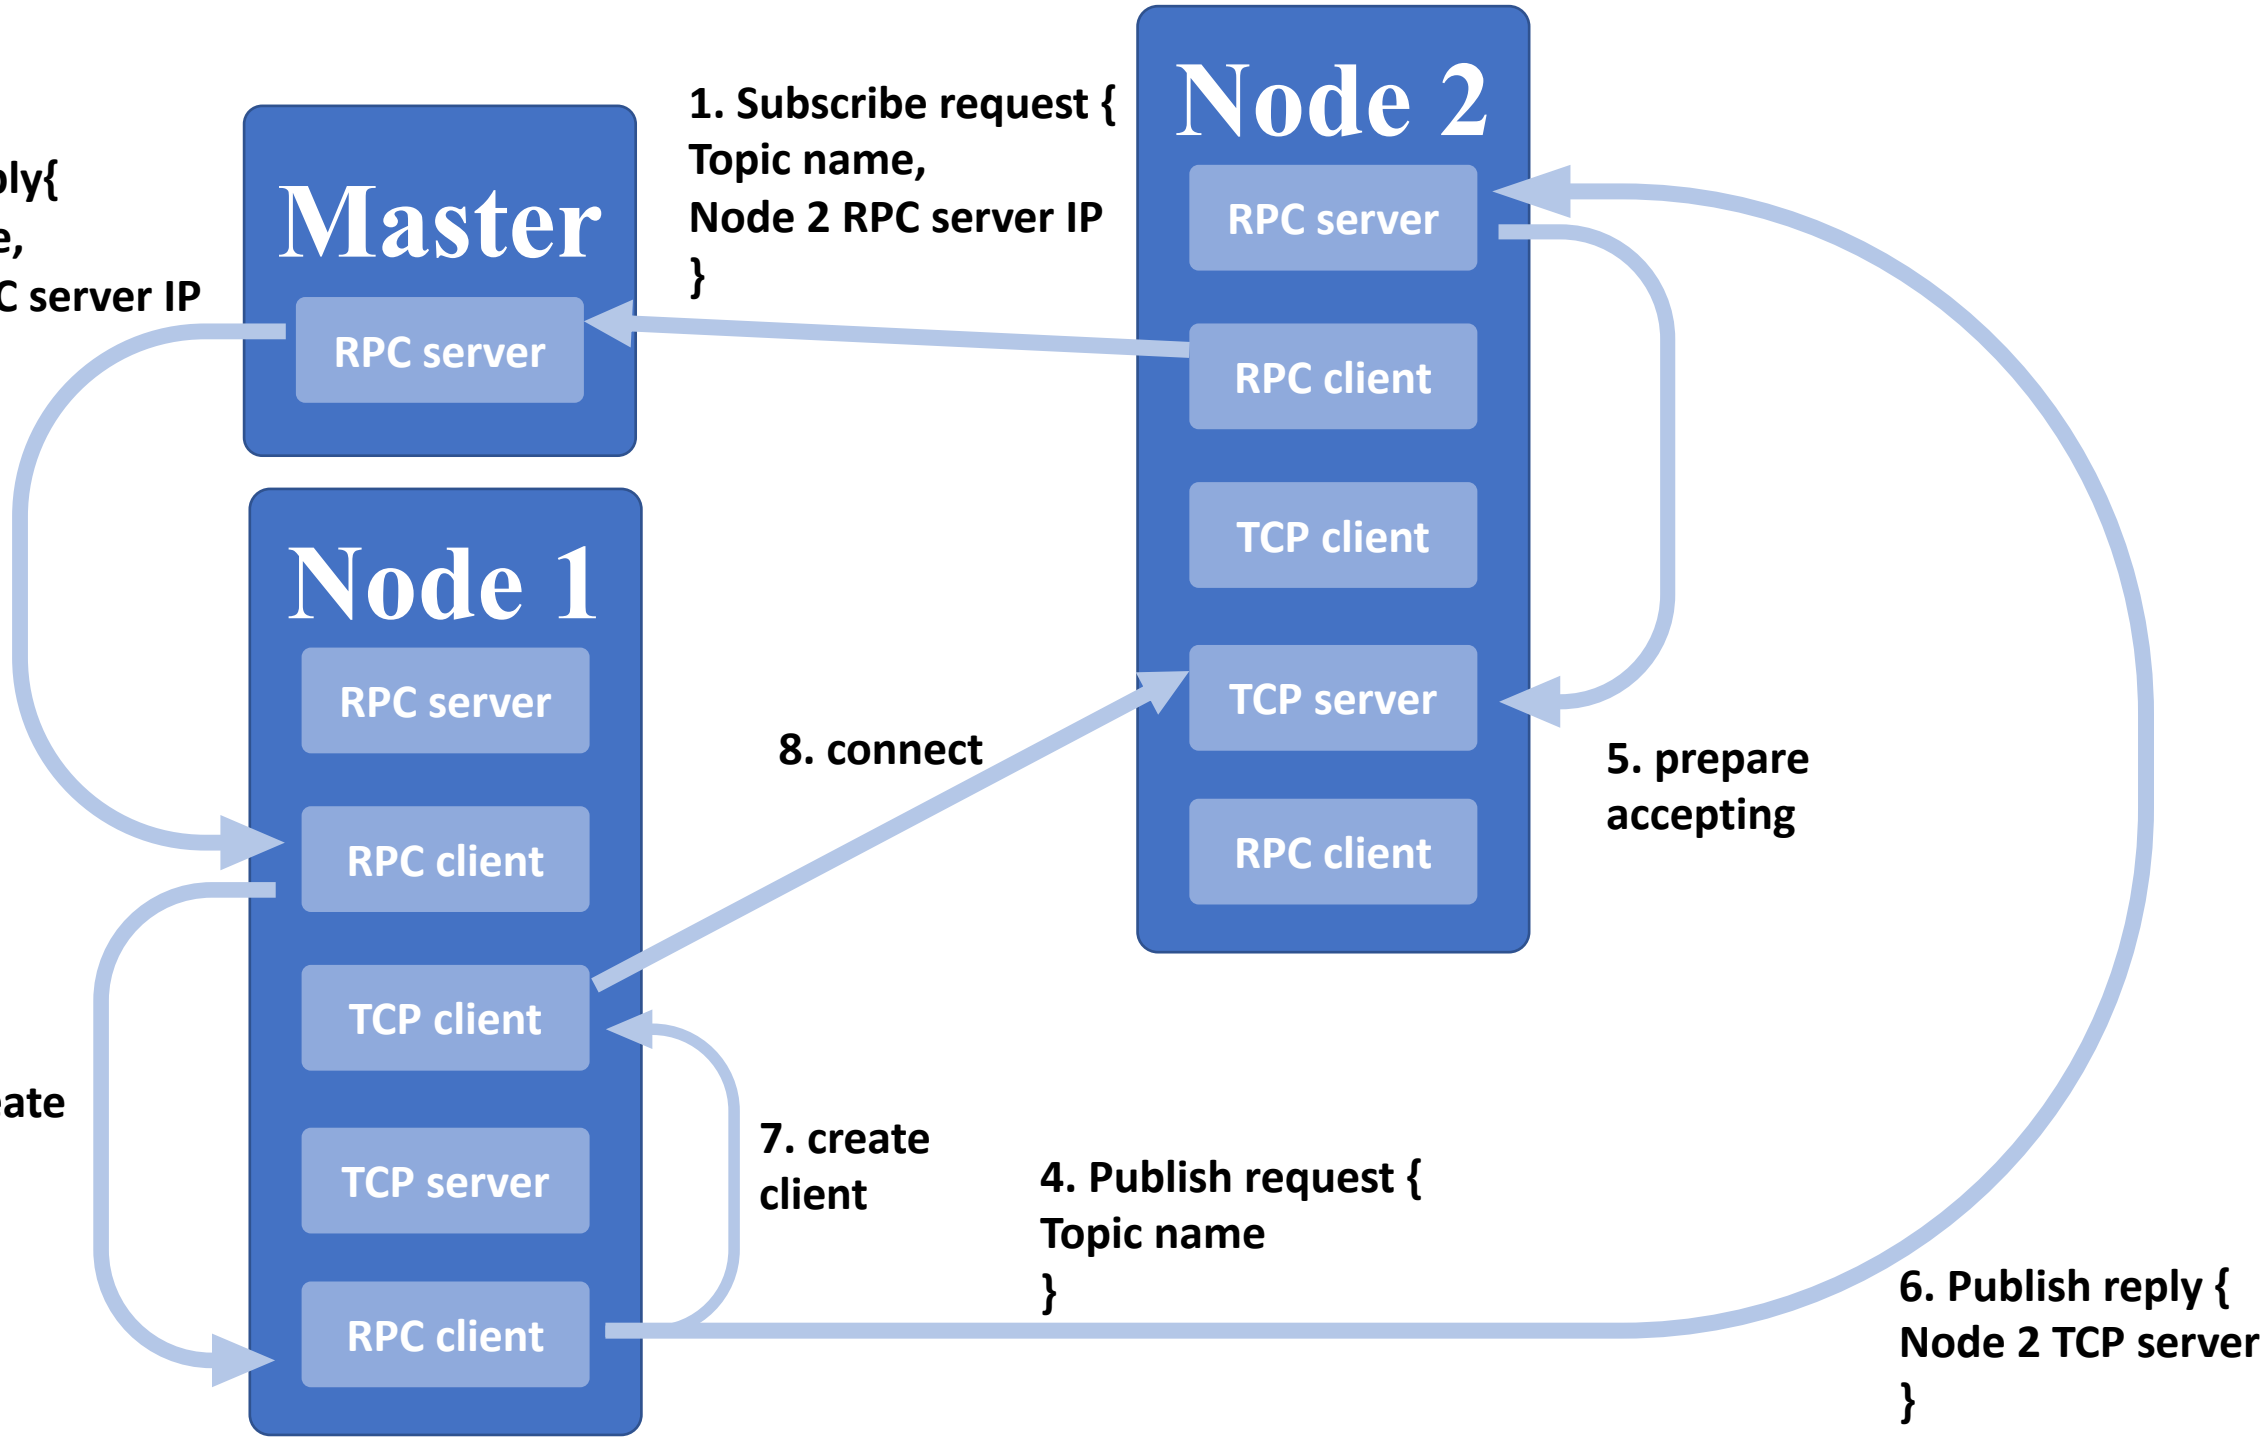 Master
RPC server
server IP
1. Subscribe request {
Topic name,
Node 2 RPC server IP
}
Node 2
RPC server
RPC client
TCP client
TCP server
RPC client
Node 1
RPC server
RPC client
TCP client
TCP server
RPC client
8. connect
5. prepare
accepting
7. create
client
4. Publish request {
Topic name
}
6. Publish reply {
Node 2 TCP server
}